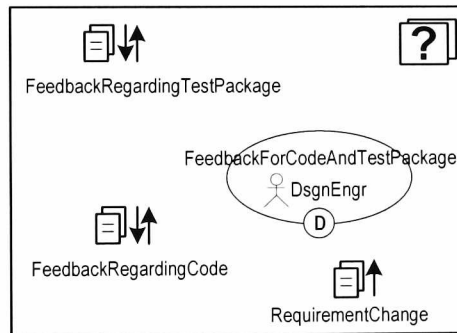 ?
FeedbackRegardingTestPackage
FeedbackForCodeAndTestPackage
DsgnEngr
D
FeedbackRegardingCode
RequirementChange